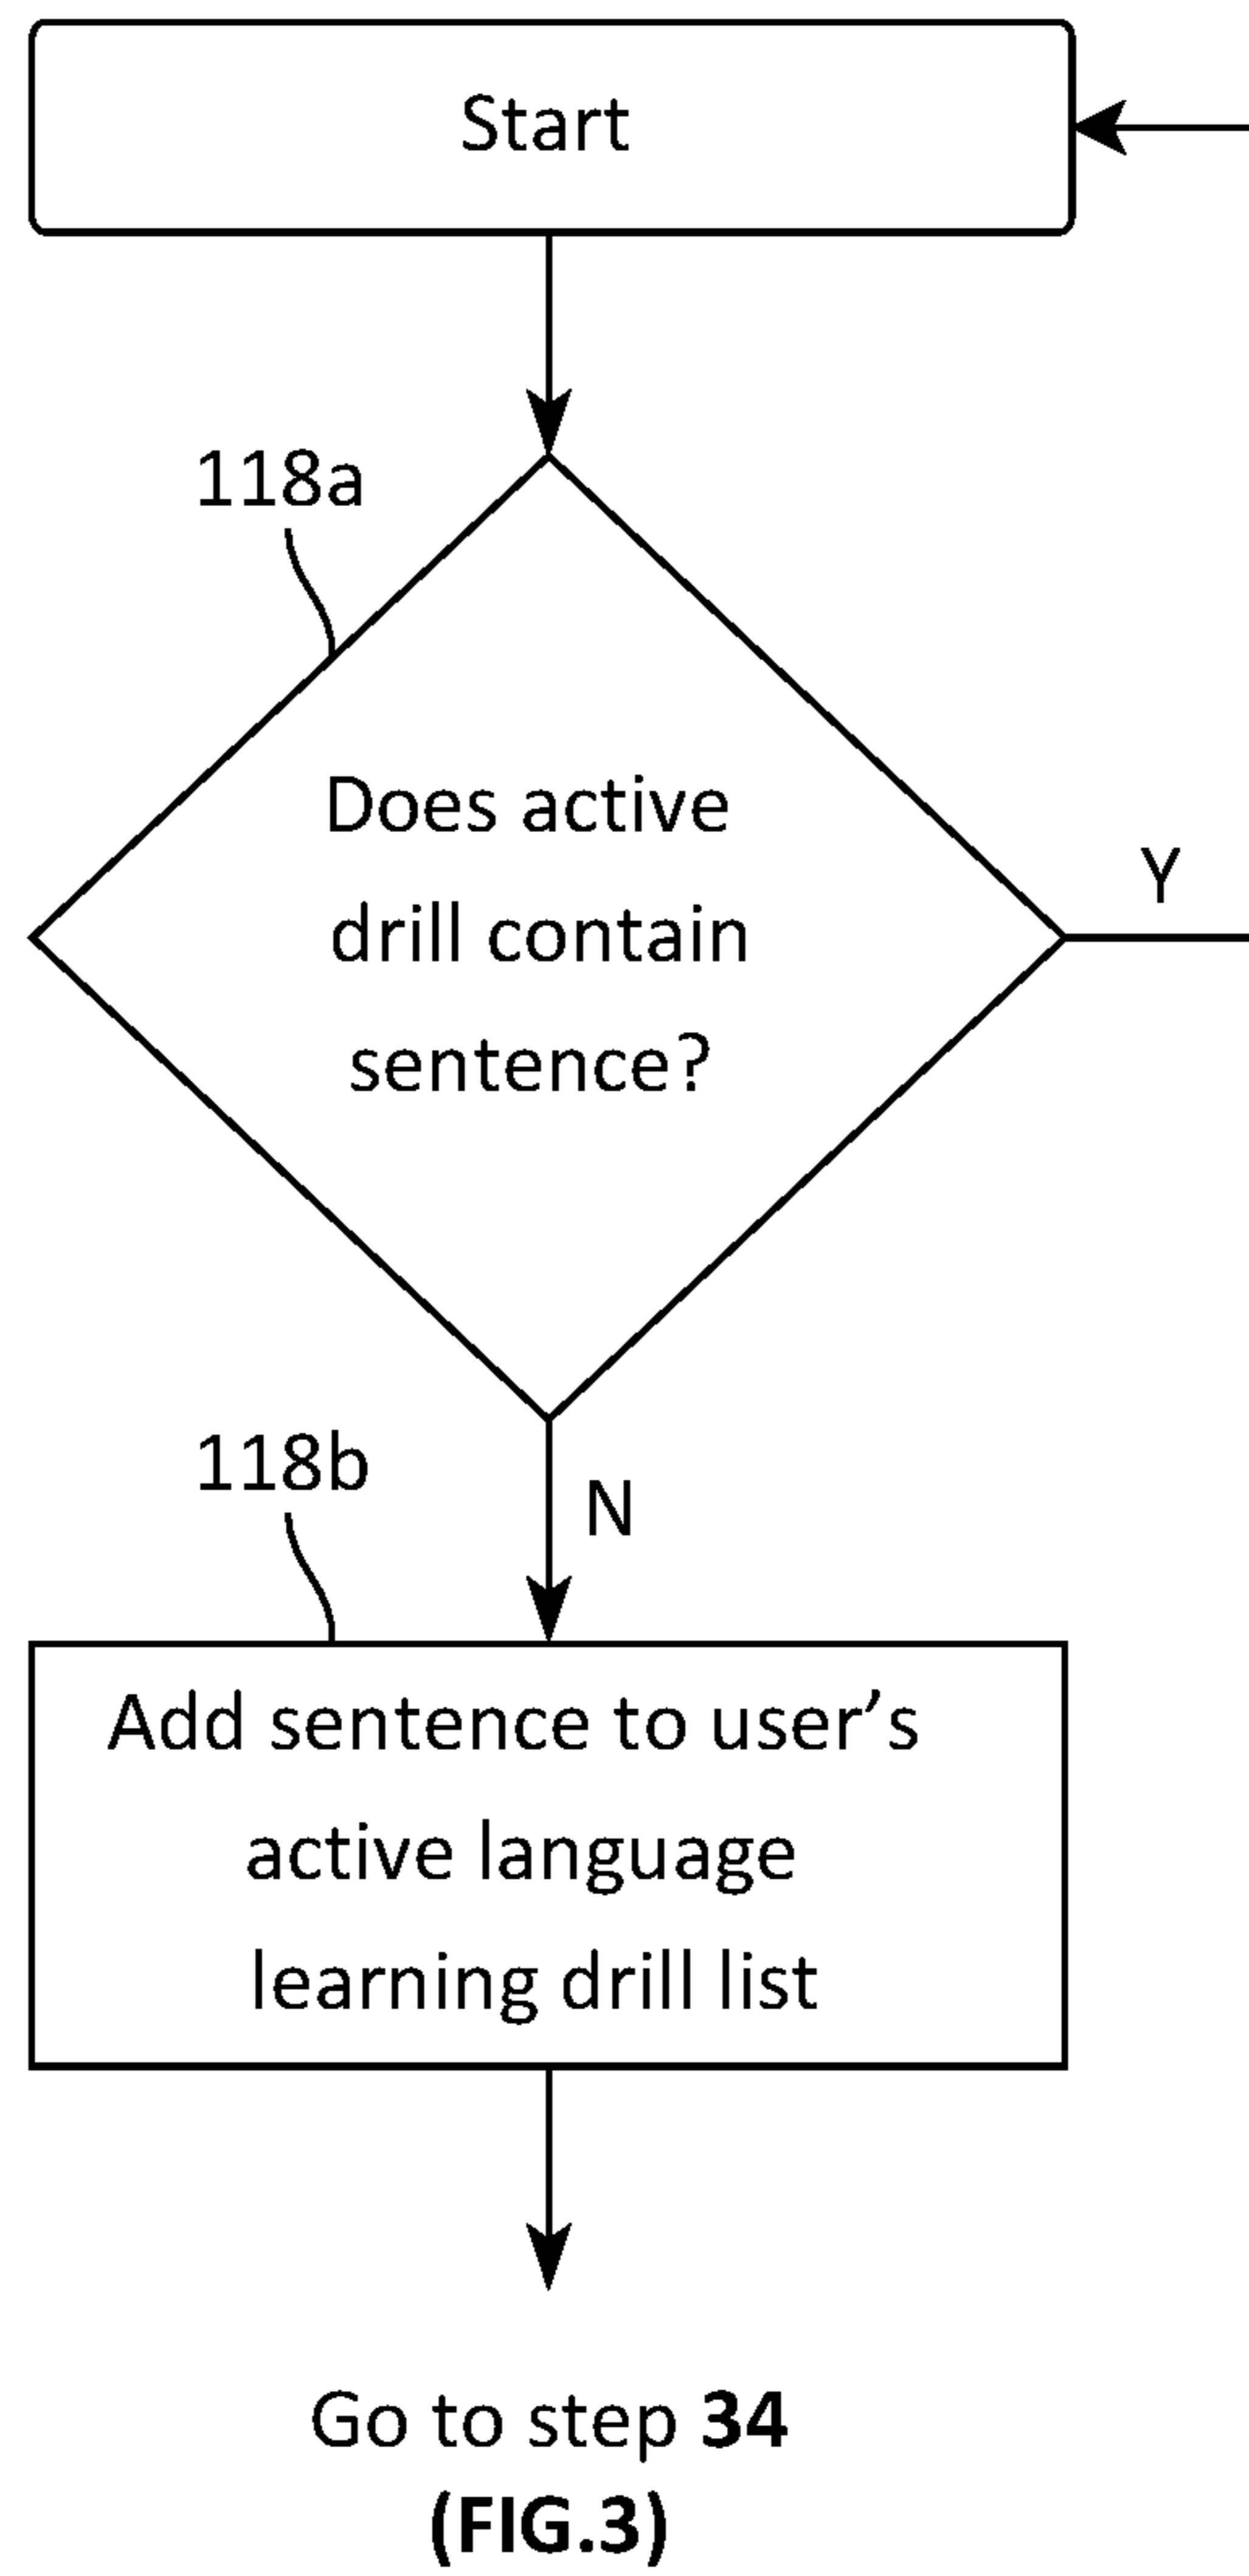 Start
118a
Does active
drill contain
sentence?
Y
118b
N
Add sentence to user’s
active language
learning drill list
Go to step 34
(FIG.3)